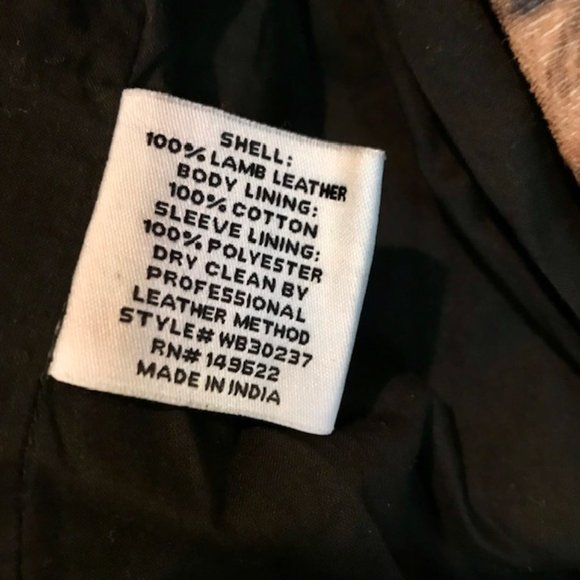 SHELL:
100% LAMB LEATHER
BODY LINING:
100% COTTON
SLEEVE LINING:
100% POLYESTER
DRY CLEAN BY
PROFESSIONAL
LEATHER METHOD
STYLE# WB30237
RN# 149622
MADE IN INDIA